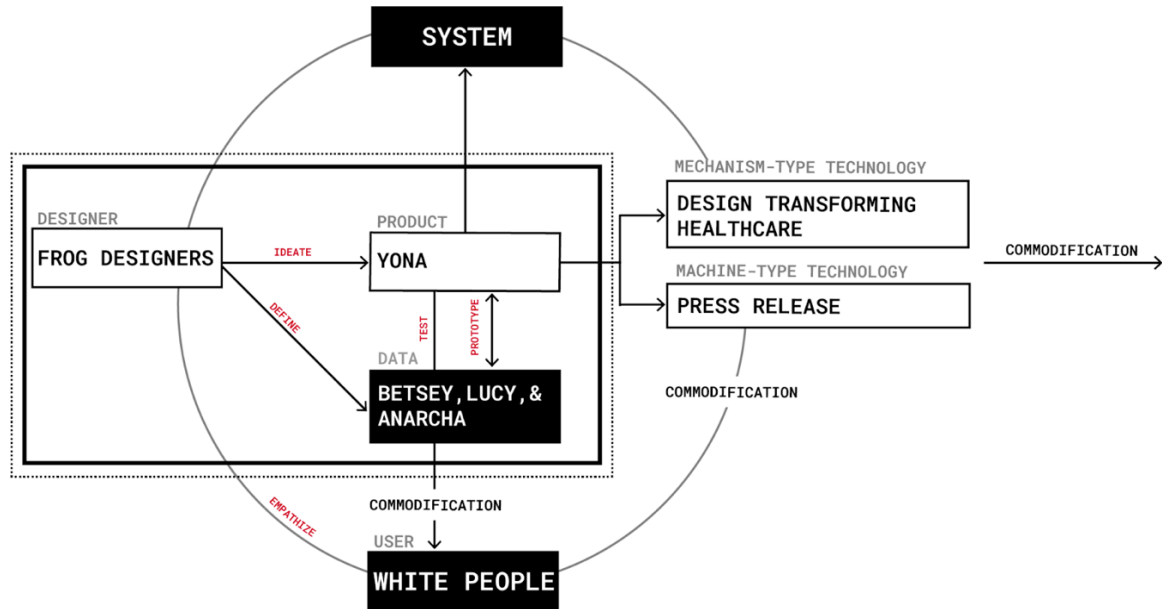 SYSTEM
MECHANISM-TYPE TECHNOLOGY
DESIGN TRANSFORMING
HEALTHCARE
DESIGNER
FROG DESIGNERS
IDEATE
PRODUCT
YONA
COMMODIFICATION
MACHINE-TYPE TECHNOLOGY
PRESS RELEASE
DEFINE
TEST
PROTOTYPE
DATA
BETSEY,LUCY,&
ANARCHA
COMMODIFICATION
COMMODIFICATION
EMPATHIZE
USER
WHITE PEOPLE